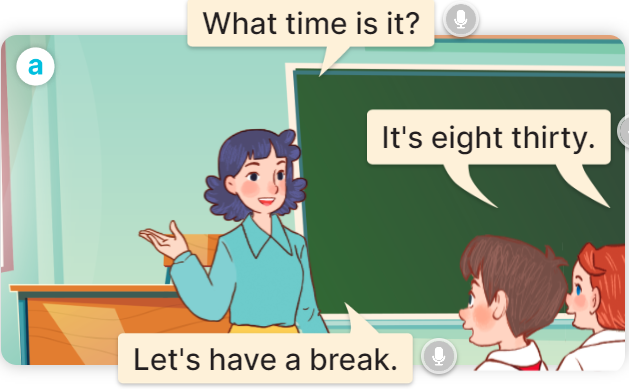 What time is it?
a
It's eight thirty.
Let's have a break.